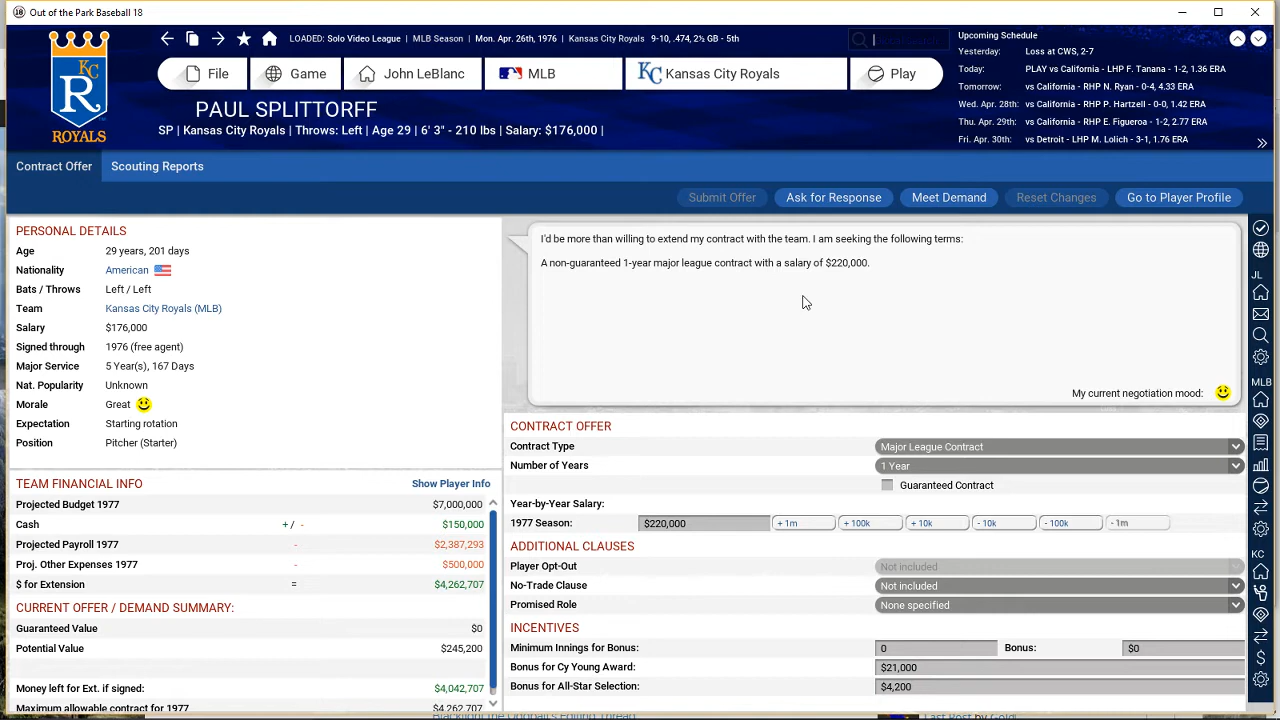 Out of the Park Baseball 18
LOADED: Solo Video League | MLB Season | Mon. Apr. 26th, 1976 | Kansas City Royals 9-10, .474, 2½ GB - 5th
File
Game
John LeBlanc
MLB
Kansas City Royals
Play
Upcoming Schedule
Yesterday: Loss at CWS, 2-7
Today: PLAY vs California - LHP F. Tanana - 1-2, 1.36 ERA
Tomorrow: vs California - RHP N. Ryan - 0-4, 4.33 ERA
Wed. Apr. 28th: vs California - RHP P. Hartzell - 0-0, 1.42 ERA
Thu. Apr. 29th: vs California - RHP E. Figueroa - 1-2, 2.77 ERA
Fri. Apr. 30th: vs Detroit - LHP M. Lolich - 3-1, 1.76 ERA
KC
R
ROYALS
PAUL SPLITTORFF
SP | Kansas City Royals | Throws: Left | Age 29 | 6' 3" - 210 lbs | Salary: $176,000 |
Contract Offer
Scouting Reports
Submit Offer
Ask for Response
Meet Demand
Reset Changes
Go to Player Profile
PERSONAL DETAILS
Age 29 years, 201 days
Nationality American
Bats / Throws Left / Left
Team Kansas City Royals (MLB)
Salary $176,000
Signed through 1976 (free agent)
Major Service 5 Year(s), 167 Days
Nat. Popularity Unknown
Morale Great
Expectation Starting rotation
Position Pitcher (Starter)
TEAM FINANCIAL INFO Show Player Info
Projected Budget 1977 $7,000,000
Cash + / - $150,000
Projected Payroll 1977 - $2,387,293
Proj. Other Expenses 1977 - $500,000
$ for Extension = $4,262,707
CURRENT OFFER / DEMAND SUMMARY:
Guaranteed Value $0
Potential Value $245,200
Money left for Ext. if signed: $4,042,707
Maximum allowable contract for 1977 $4,262,707
I'd be more than willing to extend my contract with the team. I am seeking the following terms:
A non-guaranteed 1-year major league contract with a salary of $220,000.
My current negotiation mood:
CONTRACT OFFER
Contract Type Major League Contract
Number of Years 1 Year
Guaranteed Contract
Year-by-Year Salary:
1977 Season: $220,000 + 1m + 100k + 10k - 10k - 100k - 1m
ADDITIONAL CLAUSES
Player Opt-Out Not included
No-Trade Clause Not included
Promised Role None specified
INCENTIVES
Minimum Innings for Bonus: 0 Bonus: $0
Bonus for Cy Young Award: $21,000
Bonus for All-Star Selection: $4,200
JL
MLB
KC